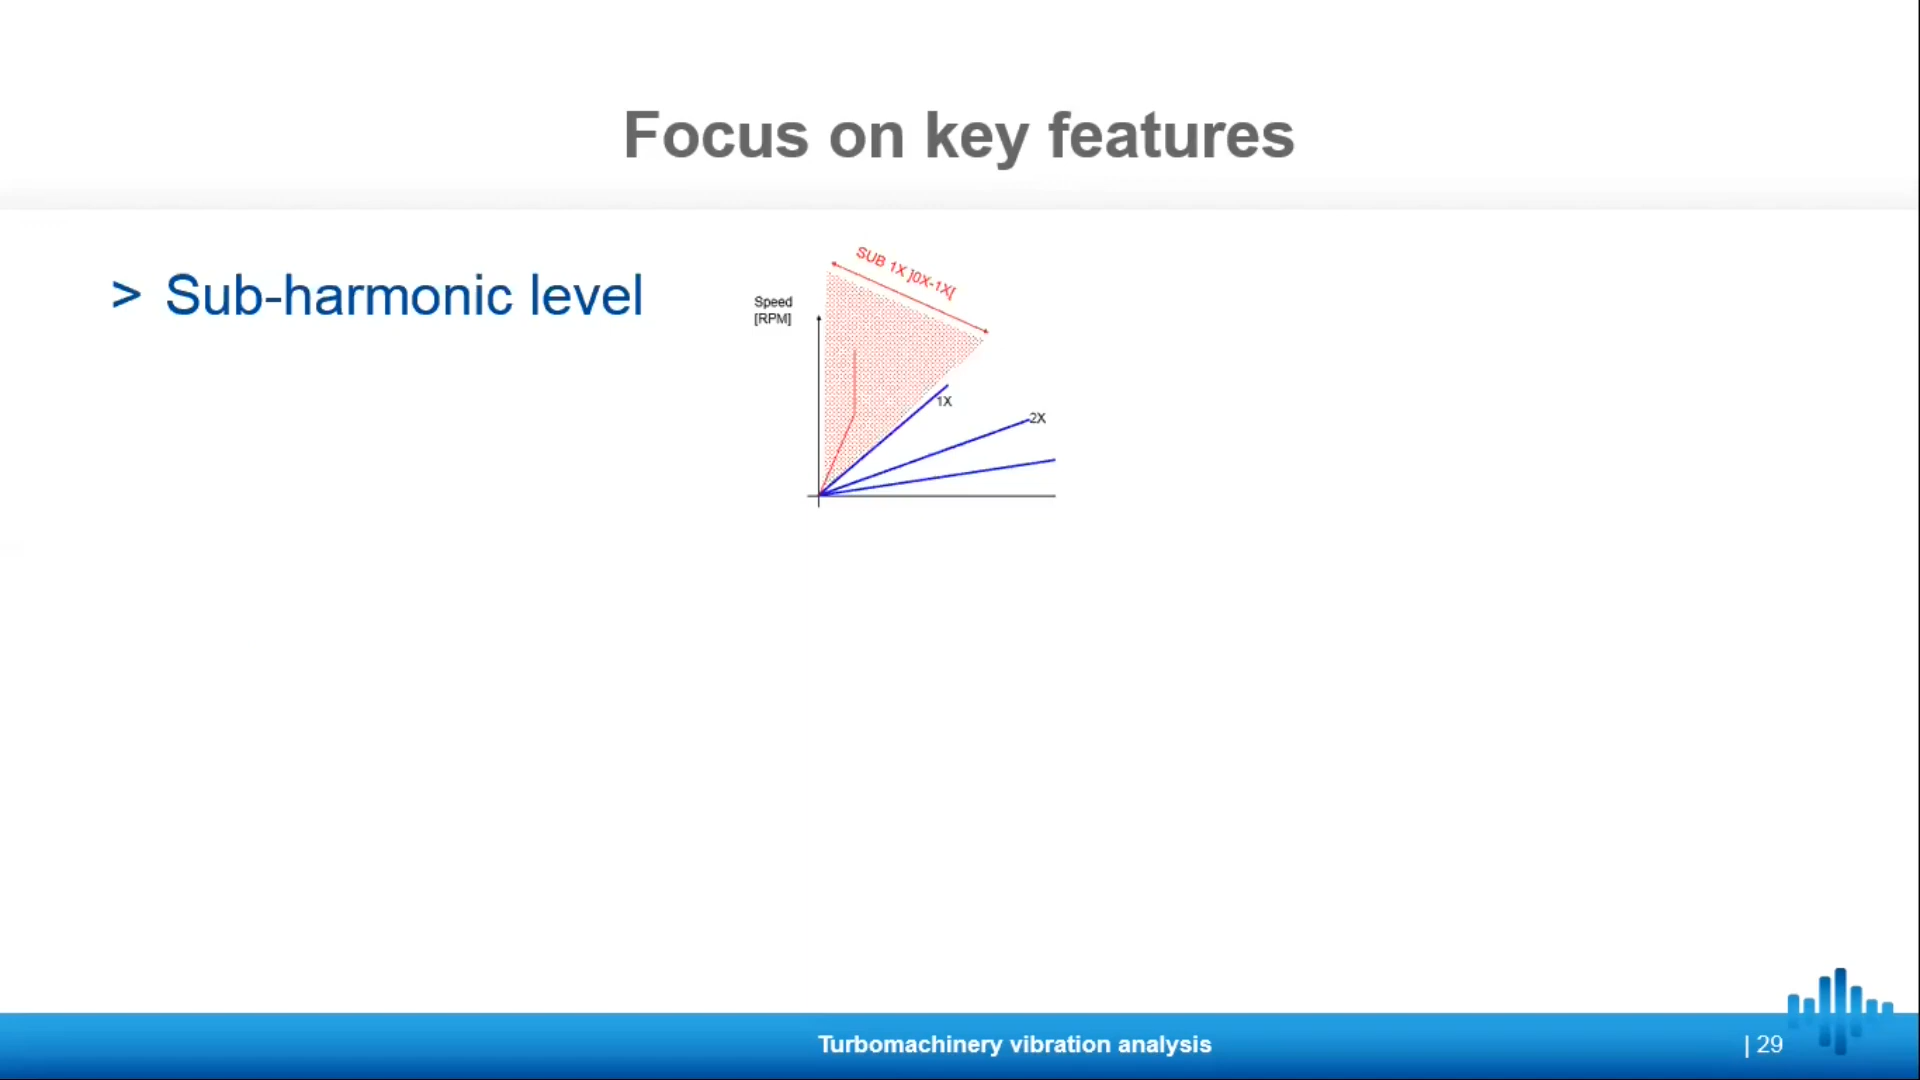 Focus on key features
> Sub-harmonic level
SUB 1X ]0X-1X[
Speed
[RPM]
1X
2X
Turbomachinery vibration analysis
| 29